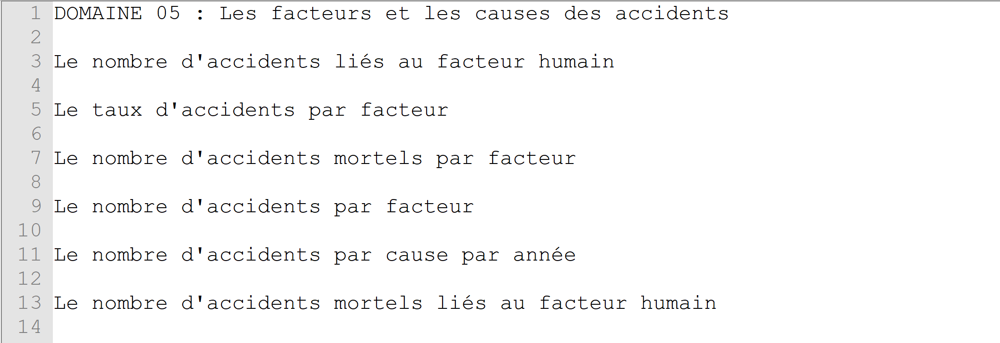 1 DOMAINE 05 : Les facteurs et les causes des accidents
2
3 Le nombre d'accidents liés au facteur humain
4
5 Le taux d'accidents par facteur
6
7 Le nombre d'accidents mortels par facteur
8
9 Le nombre d'accidents par facteur
10
11 Le nombre d'accidents par cause par année
12
13 Le nombre d'accidents mortels liés au facteur humain
14